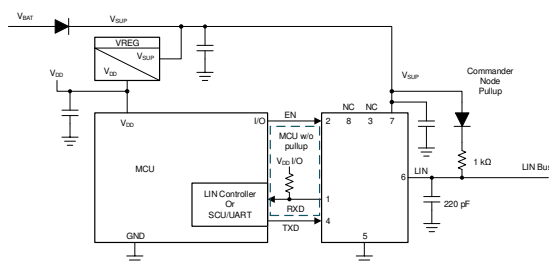 VBAT
VSUP
VREG
VSUP
VDD
VDD
VSUP
Commander
Node
Pullup
VDD
I/O
EN
2
NC
8
NC
3
7
MCU w/o
pullup
VDD I/O
MCU
1 kΩ
LIN
6
LIN Bus
LIN Controller
Or
SCU/UART
1
RXD
4
TXD
220 pF
GND
5